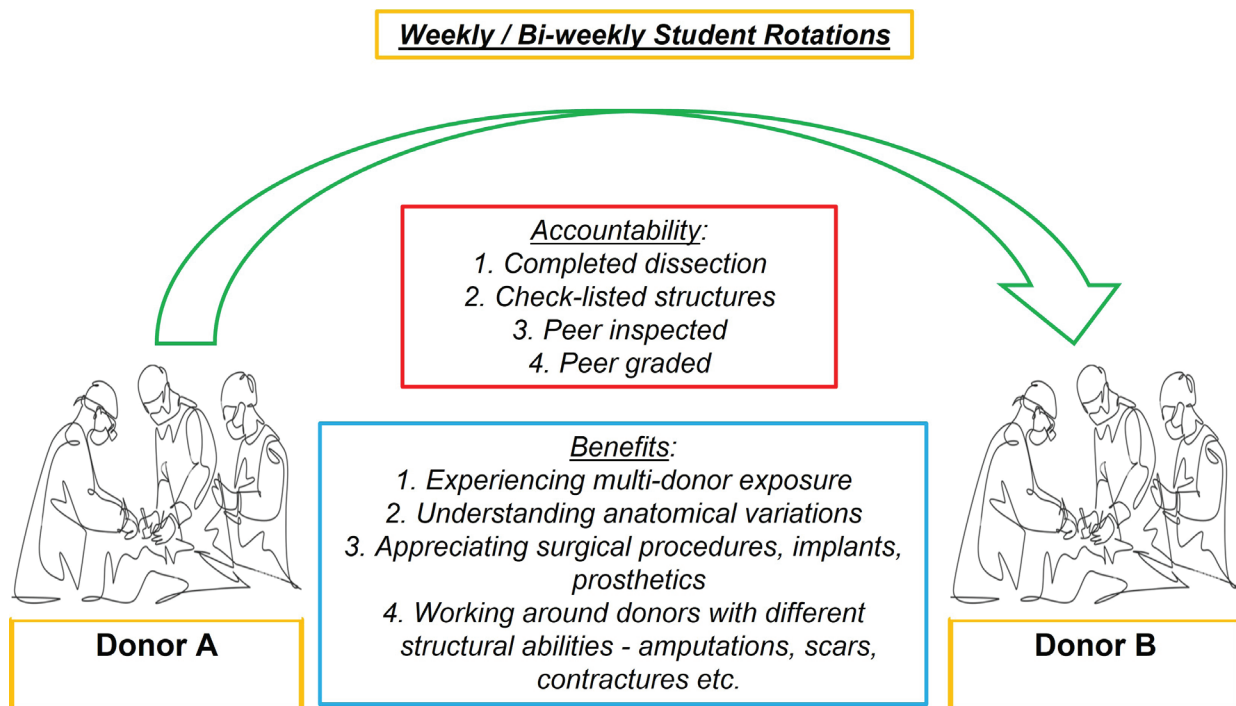 Weekly / Bi-weekly Student Rotations
Accountability:
1. Completed dissection
2. Check-listed structures
3. Peer inspected
4. Peer graded
Benefits:
1. Experiencing multi-donor exposure
2. Understanding anatomical variations
3. Appreciating surgical procedures, implants,
prosthetics
4. Working around donors with different
structural abilities - amputations, scars,
contractures etc.
Donor A
Donor B